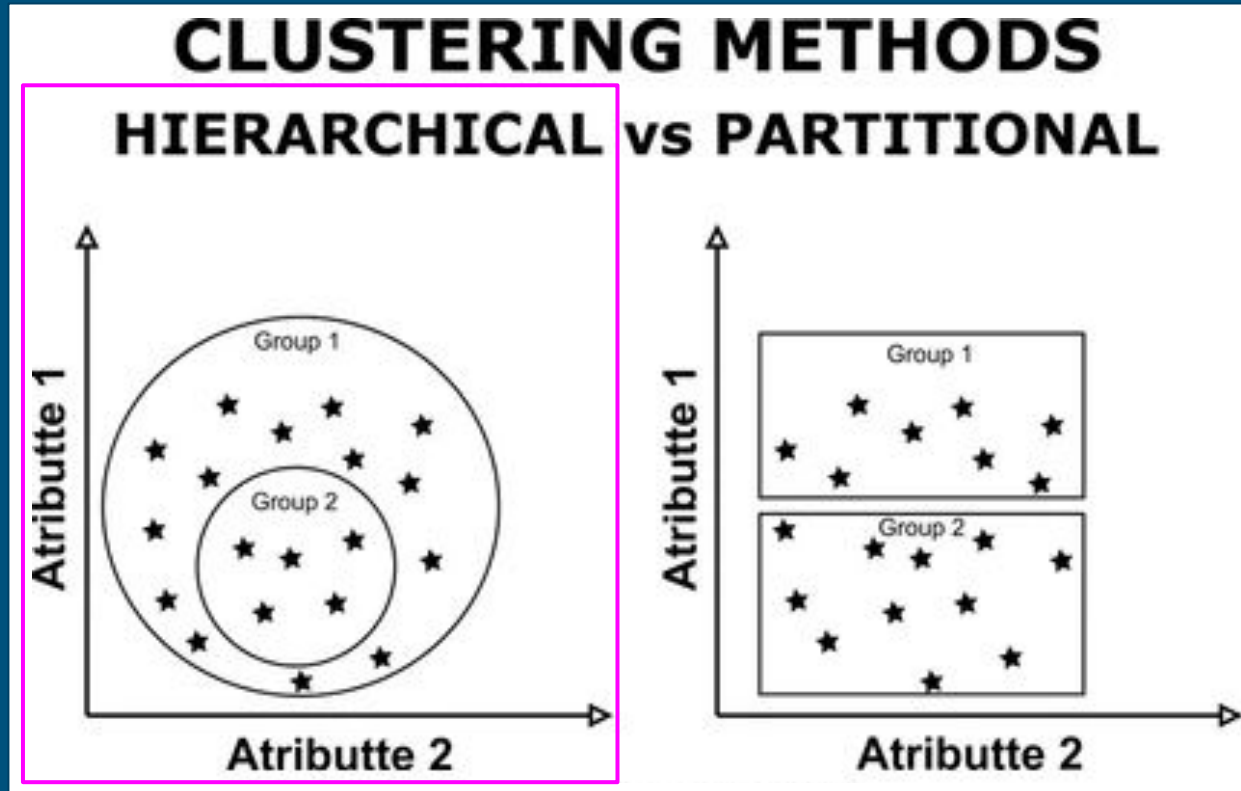 CLUSTERING METHODS
HIERARCHICAL vs PARTITIONAL
Atributte 1
Group 1
Group 2
Atributte 2
Atributte 1
Group 1
Group 2
Atributte 2